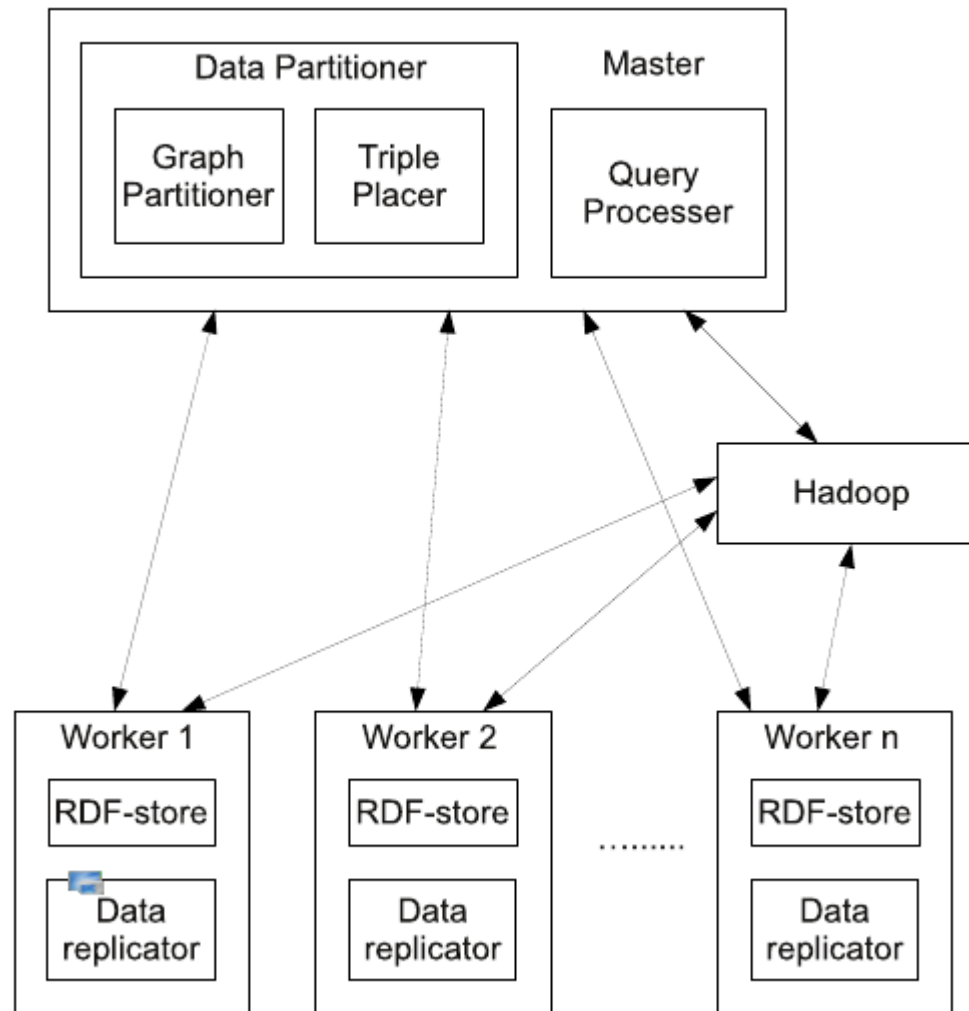 Data Partitioner
Master
Graph
Partitioner
Triple
Placer
Query
Processer
Hadoop
Worker 1
RDF-store
Data
replicator
Worker 2
RDF-store
Data
replicator
.........
Worker n
RDF-store
Data
replicator